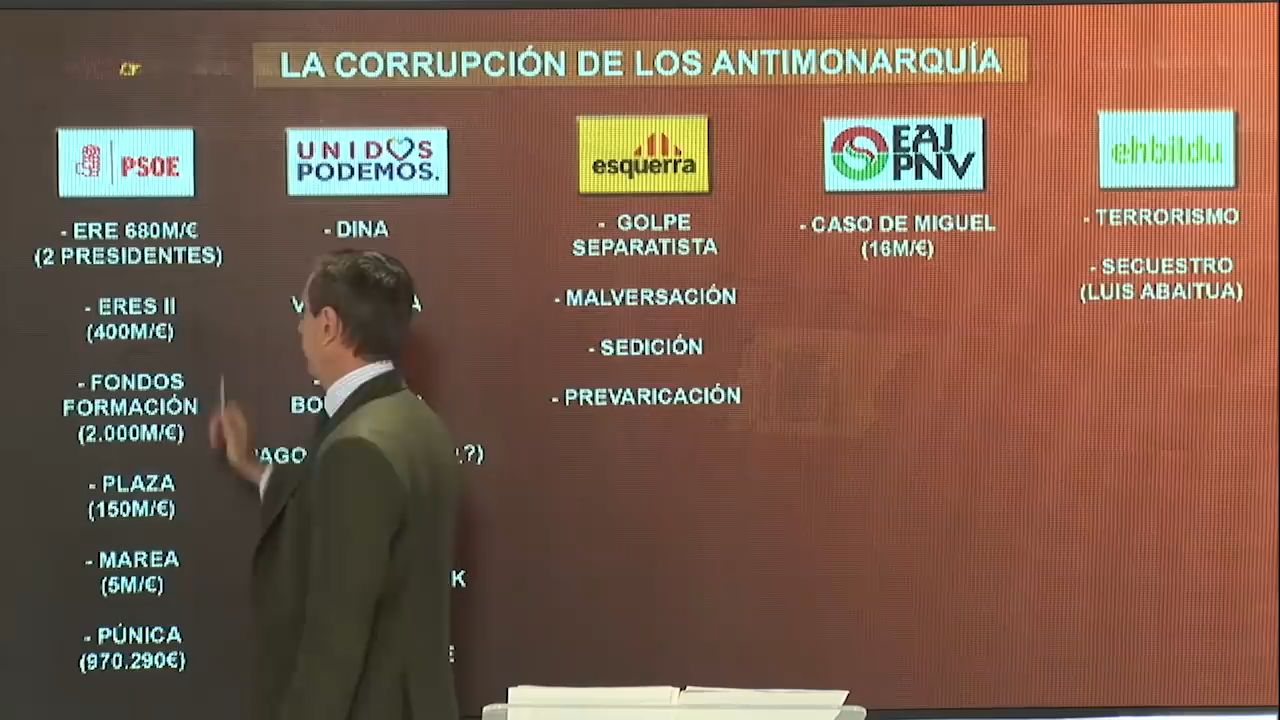 LA CORRUPCIÓN DE LOS ANTIMONARQUÍA
PSOE
- ERE 680M/€
(2 PRESIDENTES)
- ERES II
(400M/€)
- FONDOS
FORMACIÓN
(2.000M/€)
- PLAZA
(150M/€)
- MAREA
(5M/€)
- PÚNICA
(970.290€)
UNIDOS
PODEMOS.
- DINA
esquerra
- GOLPE
SEPARATISTA
- MALVERSACIÓN
- SEDICIÓN
- PREVARICACIÓN
EAJ
PNV
- CASO DE MIGUEL
(16M/€)
ehbildu
- TERRORISMO
- SECUESTRO
(LUIS ABAITUA)